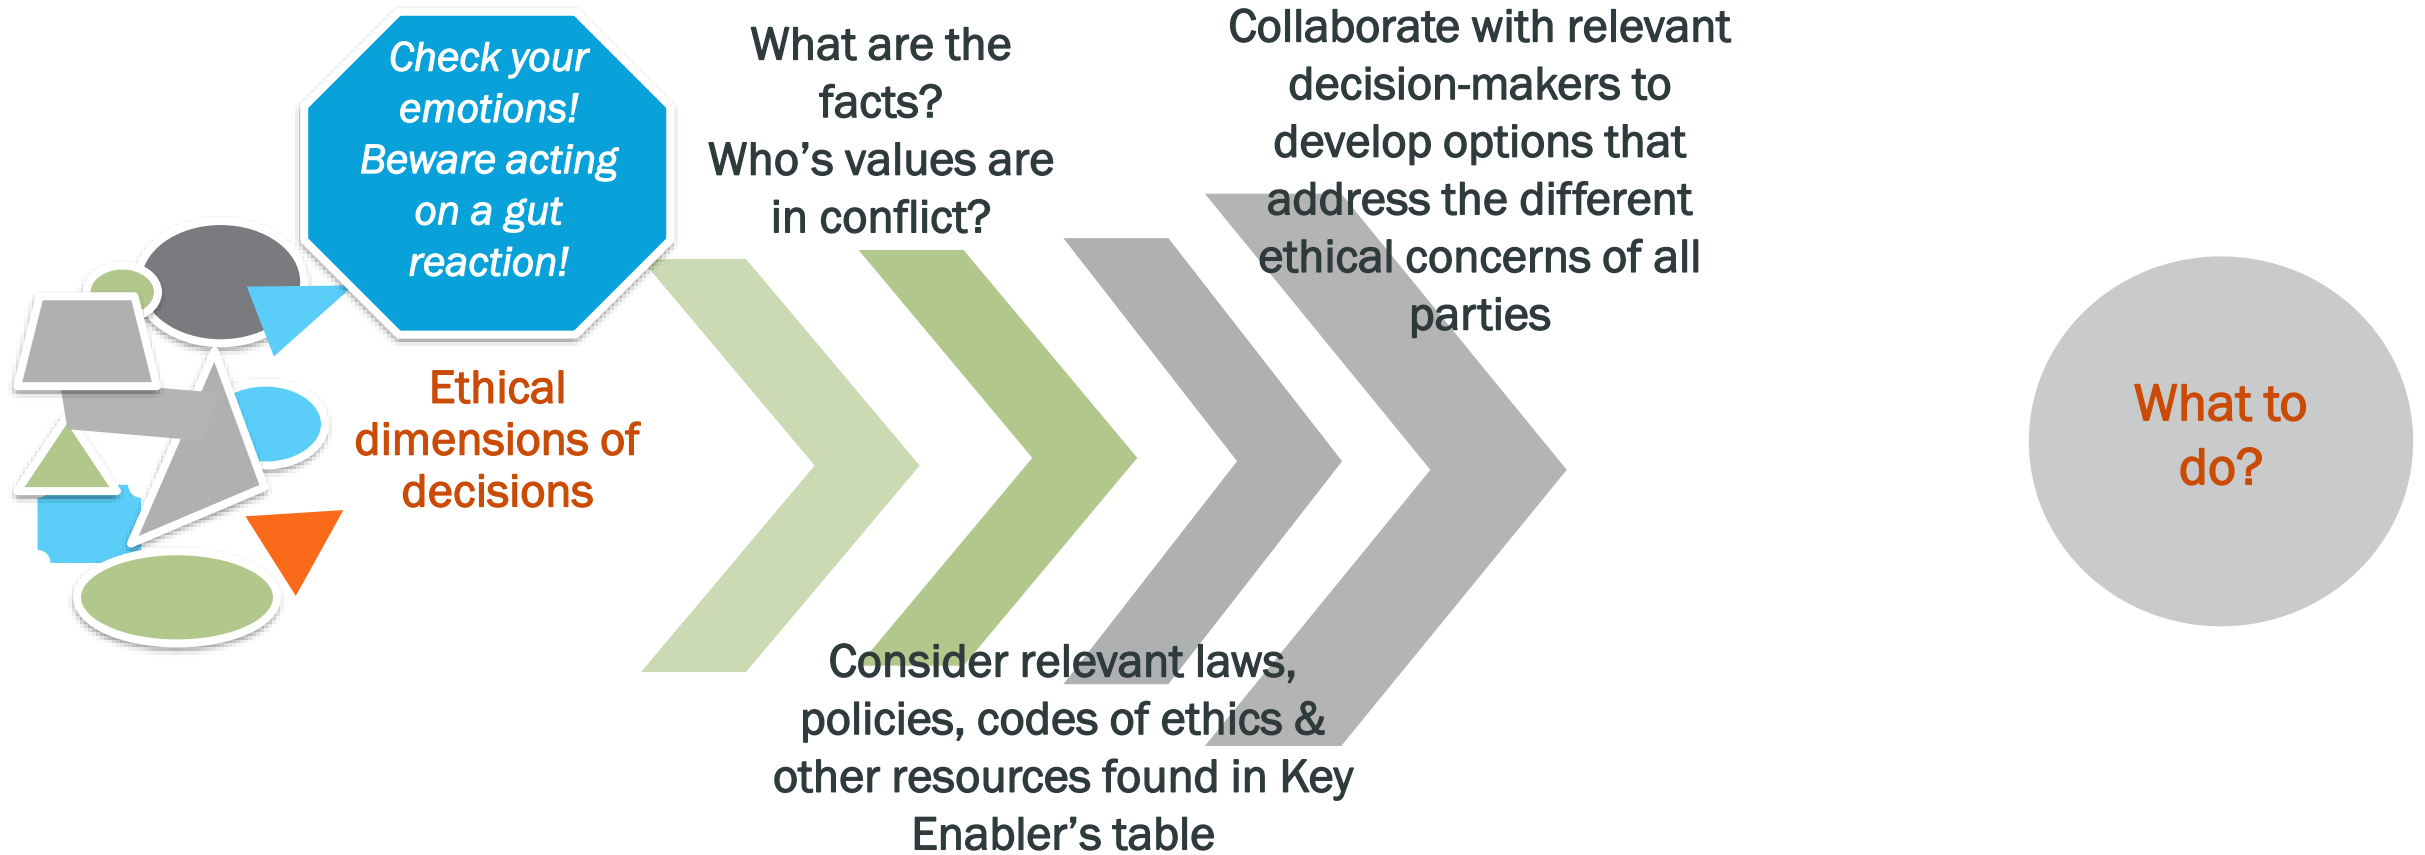 Check your
emotions!
Beware acting
on a gut
reaction!
Ethical
dimensions of
decisions
What are the
facts?
Who’s values are
in conflict?
Consider relevant laws,
policies, codes of ethics &
other resources found in Key
Enabler’s table
Collaborate with relevant
decision-makers to
develop options that
address the different
ethical concerns of all
parties
What to
do?